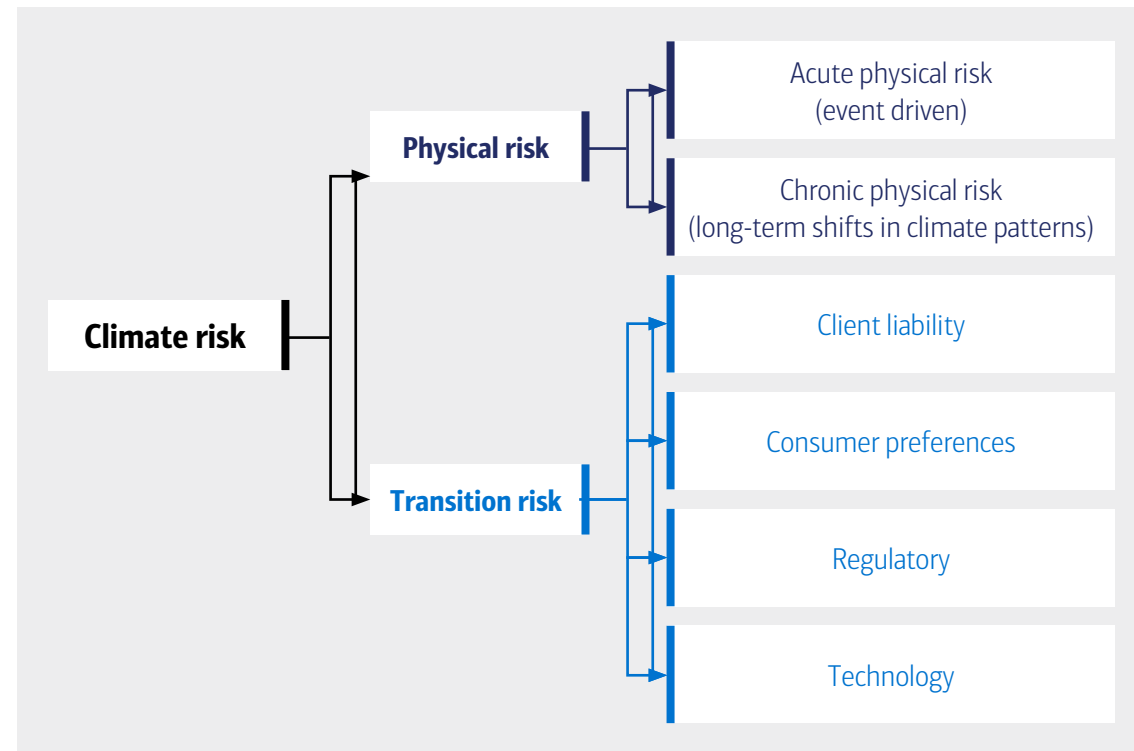 Climate risk
Physical risk
Acute physical risk
(event driven)
Chronic physical risk
(long-term shifts in climate patterns)
Transition risk
Client liability
Consumer preferences
Regulatory
Technology